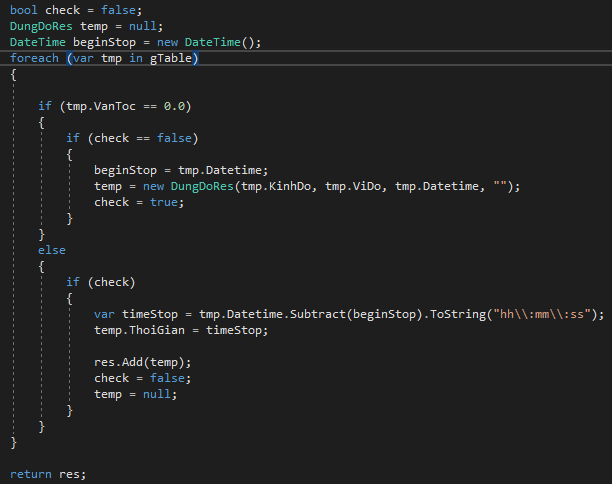 bool check = false;
DungDoRes temp = null;
DateTime beginStop = new DateTime();
foreach (var tmp in gTable)
{
if (tmp.VanToc == 0.0)
{
if (check == false)
{
beginStop = tmp.Datetime;
temp = new DungDoRes(tmp.KinhDo, tmp.ViDo, tmp.Datetime, "");
check = true;
}
}
else
{
if (check)
{
var timeStop = tmp.Datetime.Subtract(beginStop).ToString("hh\\:mm\\:ss");
temp.ThoiGian = timeStop;
res.Add(temp);
check = false;
temp = null;
}
}
}
return res;